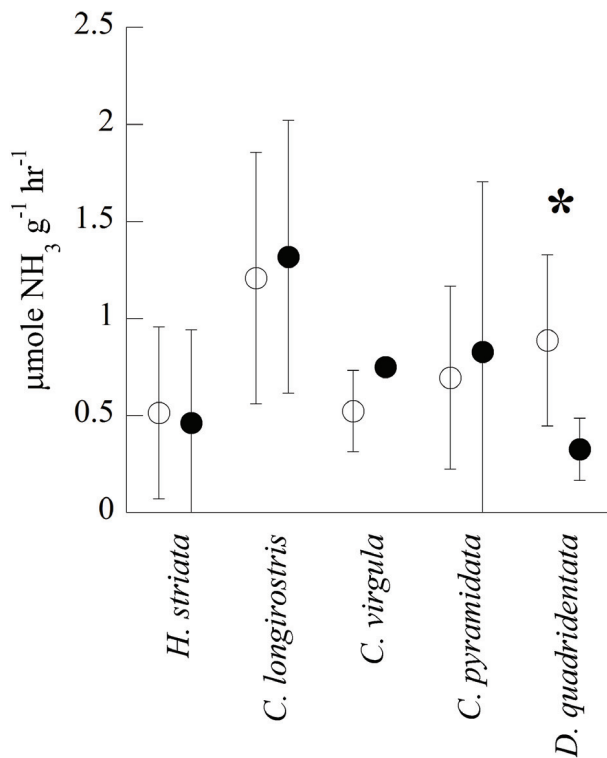 2.5
2
1.5
1
0.5
0
µmole NH3 g-1 hr-1
*
H. striata
C. longirostris
C. virgula
C. pyramidata
D. quadridentata